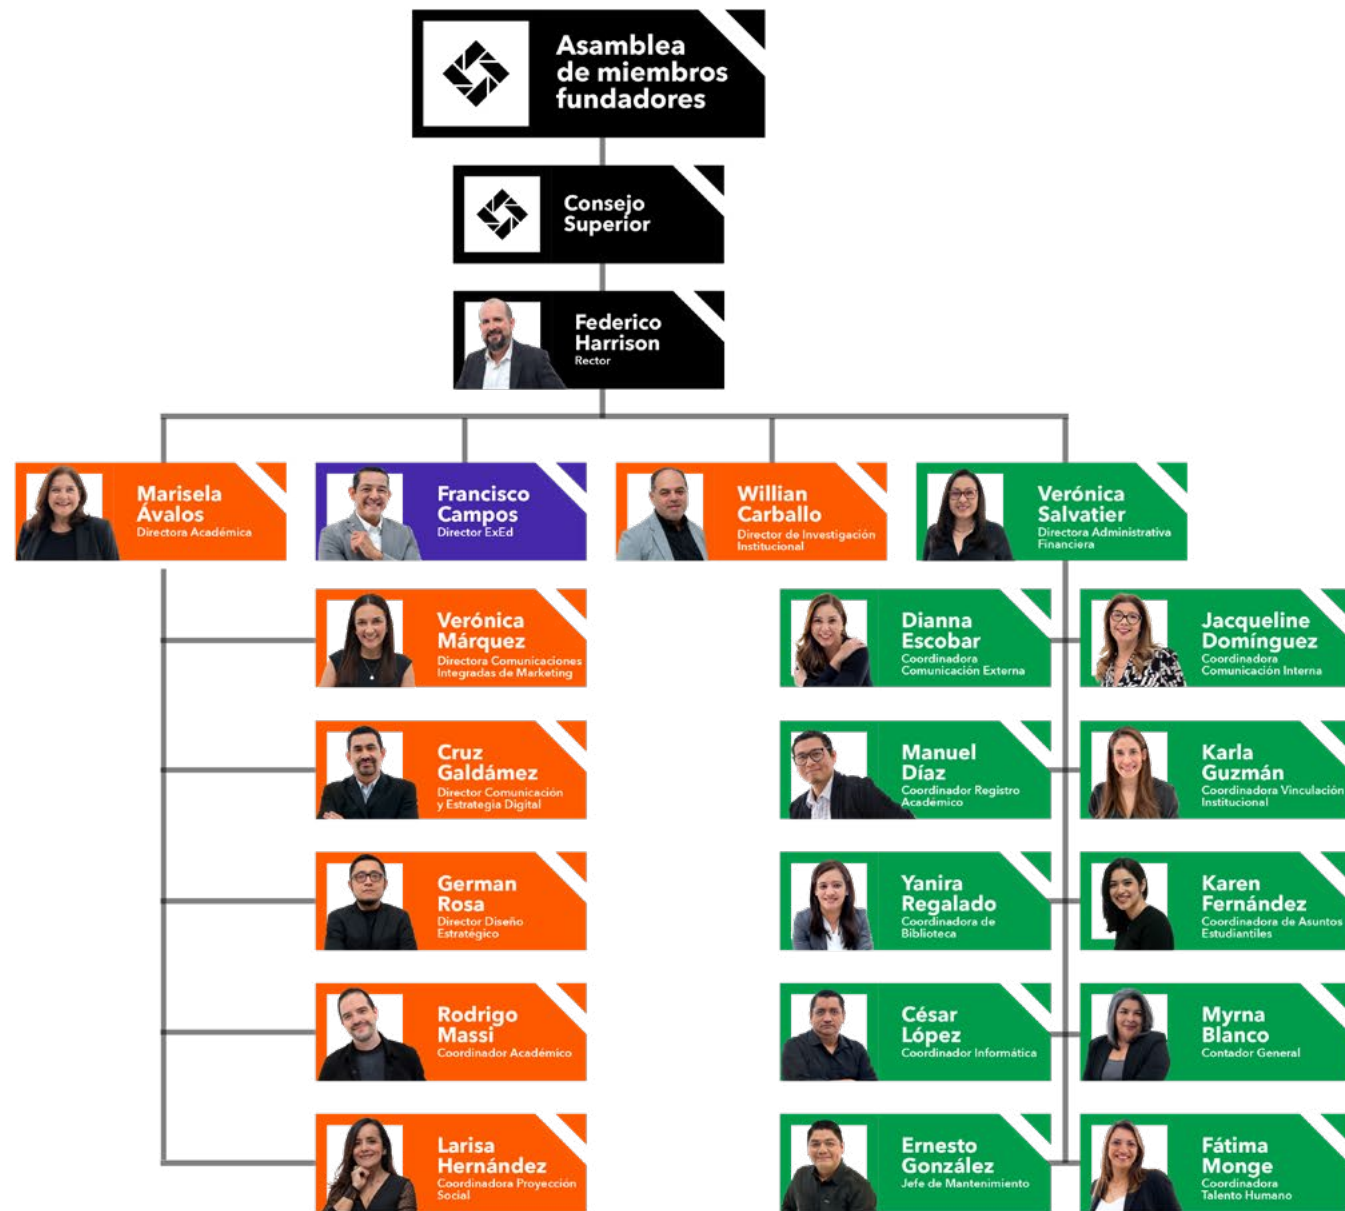 Asamblea
de miembros
fundadores
Consejo
Superior
Federico
Harrison
Rector
Marisela
Ávalos
Directora Académica
Francisco
Campos
Director ExEd
Willian
Carballo
Director de Investigación
Institucional
Verónica
Salvatier
Directora Administrativa
Financiera
Verónica
Márquez
Directora Comunicaciones
Integradas de Marketing
Cruz
Galdámez
Director Comunicación
y Estrategia Digital
German
Rosa
Director Diseño
Estratégico
Rodrigo
Massi
Coordinador Académico
Larisa
Hernández
Coordinadora Proyección
Social
Dianna
Escobar
Coordinadora
Comunicación Externa
Jacqueline
Domínguez
Coordinadora
Comunicación Interna
Manuel
Díaz
Coordinador Registro
Académico
Karla
Guzmán
Coordinadora Vinculación
Institucional
Yanira
Regalado
Coordinadora de
Biblioteca
Karen
Fernández
Coordinadora de Asuntos
Estudiantiles
César
López
Coordinador Informática
Myrna
Blanco
Contador General
Ernesto
González
Jefe de Mantenimiento
Fátima
Monge
Coordinadora
Talento Humano